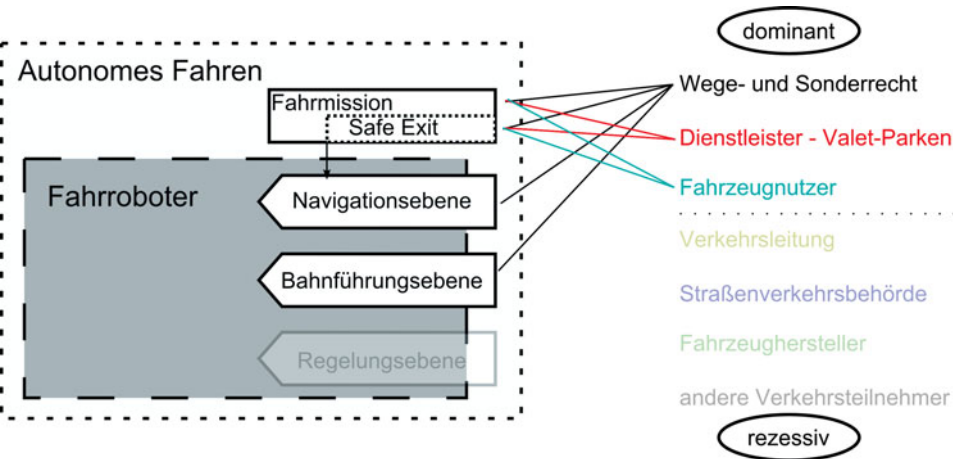 dominant
Autonomes Fahren
Fahrmission
Safe Exit
Fahrroboter
Navigationsebene
Bahnführungsebene
Regelungsebene
Wege- und Sonderrecht
Dienstleister - Valet-Parken
Fahrzeugnutzer
Verkehrsleitung
Straßenverkehrsbehörde
Fahrzeughersteller
andere Verkehrsteilnehmer
rezessiv